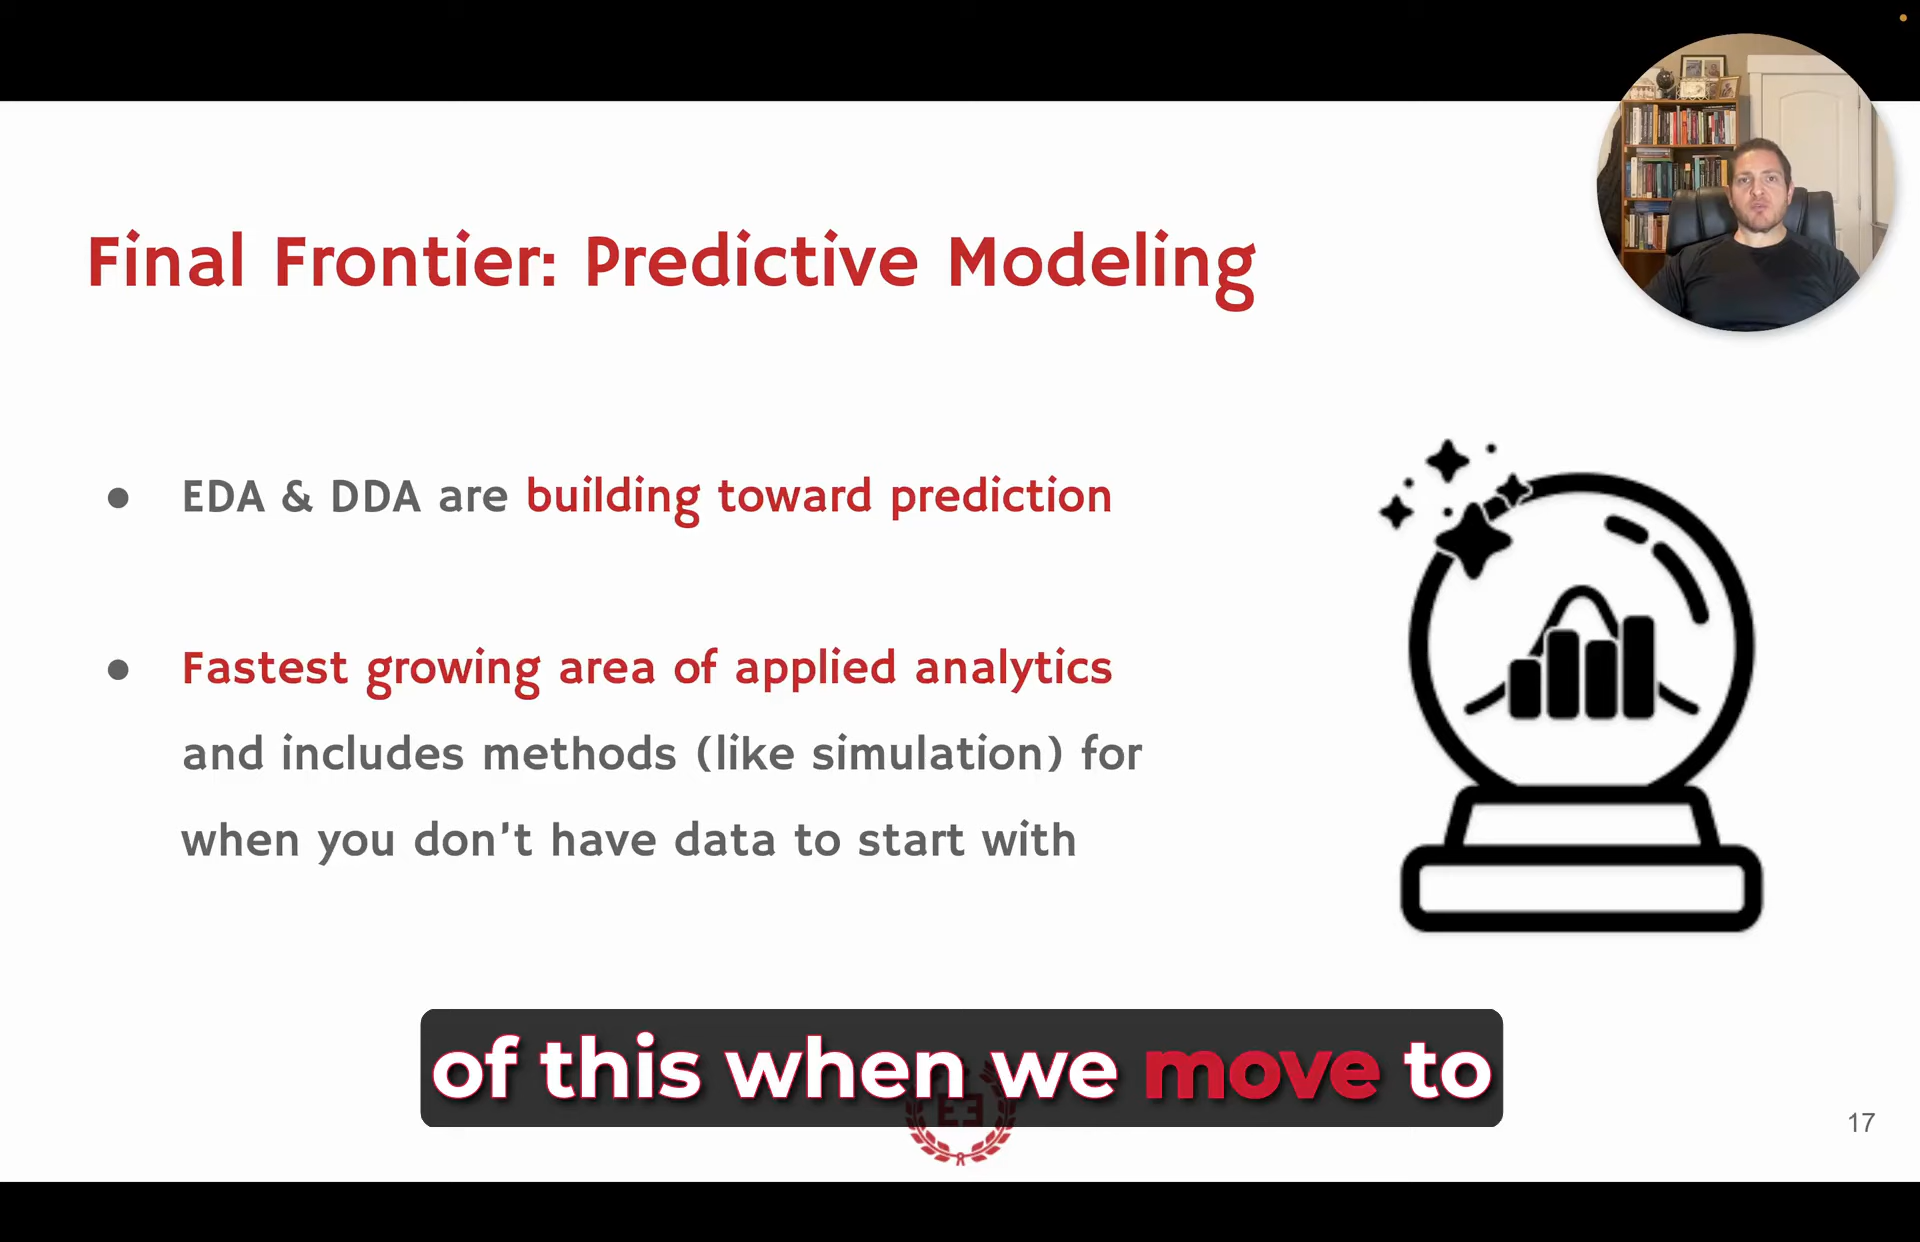 Final Frontier: Predictive Modeling
● EDA & DDA are building toward prediction
● Fastest growing area of applied analytics
and includes methods (like simulation) for
when you don't have data to start with
of this when we move to
17